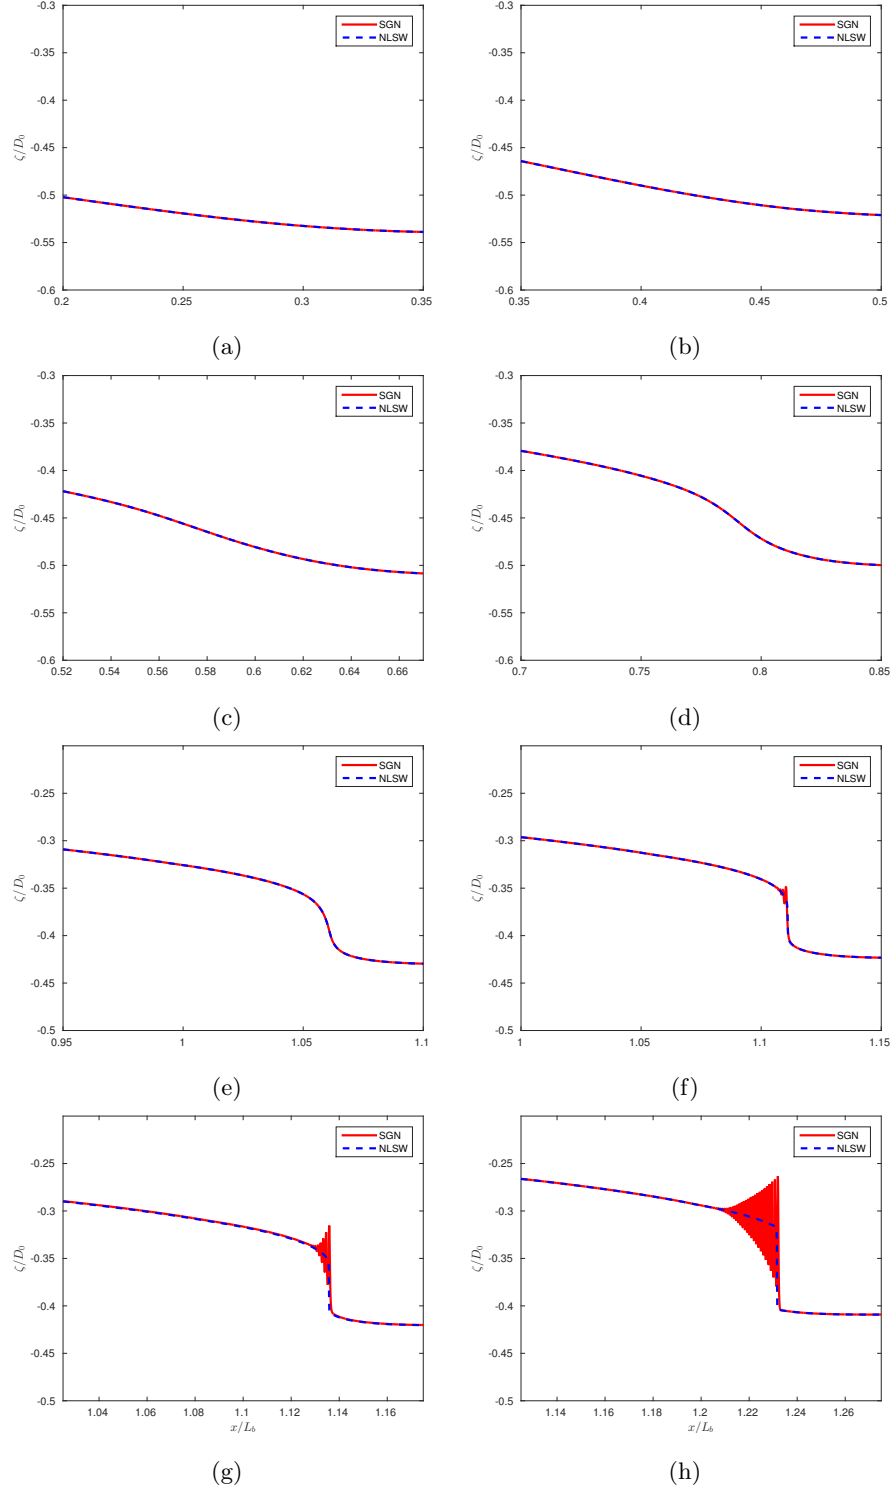 -0.3
-0.35
-0.4
-0.45
-0.5
-0.55
-0.6
0.2 0.25 0.3 0.35
ζ/D₀
SGN
NLSW
(a)
-0.3
-0.35
-0.4
-0.45
-0.5
-0.55
-0.6
0.35 0.4 0.45 0.5
ζ/D₀
SGN
NLSW
(b)
-0.3
-0.35
-0.4
-0.45
-0.5
-0.55
-0.6
0.52 0.54 0.56 0.58 0.6 0.62 0.64 0.66
ζ/D₀
SGN
NLSW
(c)
-0.3
-0.35
-0.4
-0.45
-0.5
-0.55
-0.6
0.7 0.75 0.8 0.85
ζ/D₀
SGN
NLSW
(d)
-0.25
-0.3
-0.35
-0.4
-0.45
-0.5
0.95 1 1.05 1.1
ζ/D₀
SGN
NLSW
(e)
-0.25
-0.3
-0.35
-0.4
-0.45
-0.5
1 1.05 1.1 1.15
ζ/D₀
SGN
NLSW
(f)
-0.25
-0.3
-0.35
-0.4
-0.45
-0.5
1.04 1.06 1.08 1.1 1.12 1.14 1.16
ζ/D₀
x/L_b
SGN
NLSW
(g)
-0.25
-0.3
-0.35
-0.4
-0.45
-0.5
1.14 1.16 1.18 1.2 1.22 1.24 1.26
ζ/D₀
x/L_b
SGN
NLSW
(h)